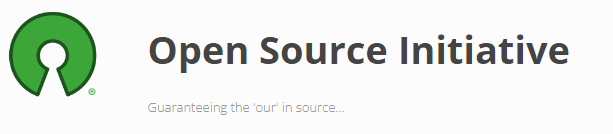 ®
Open Source Initiative
Guaranteeing the 'our' in source...